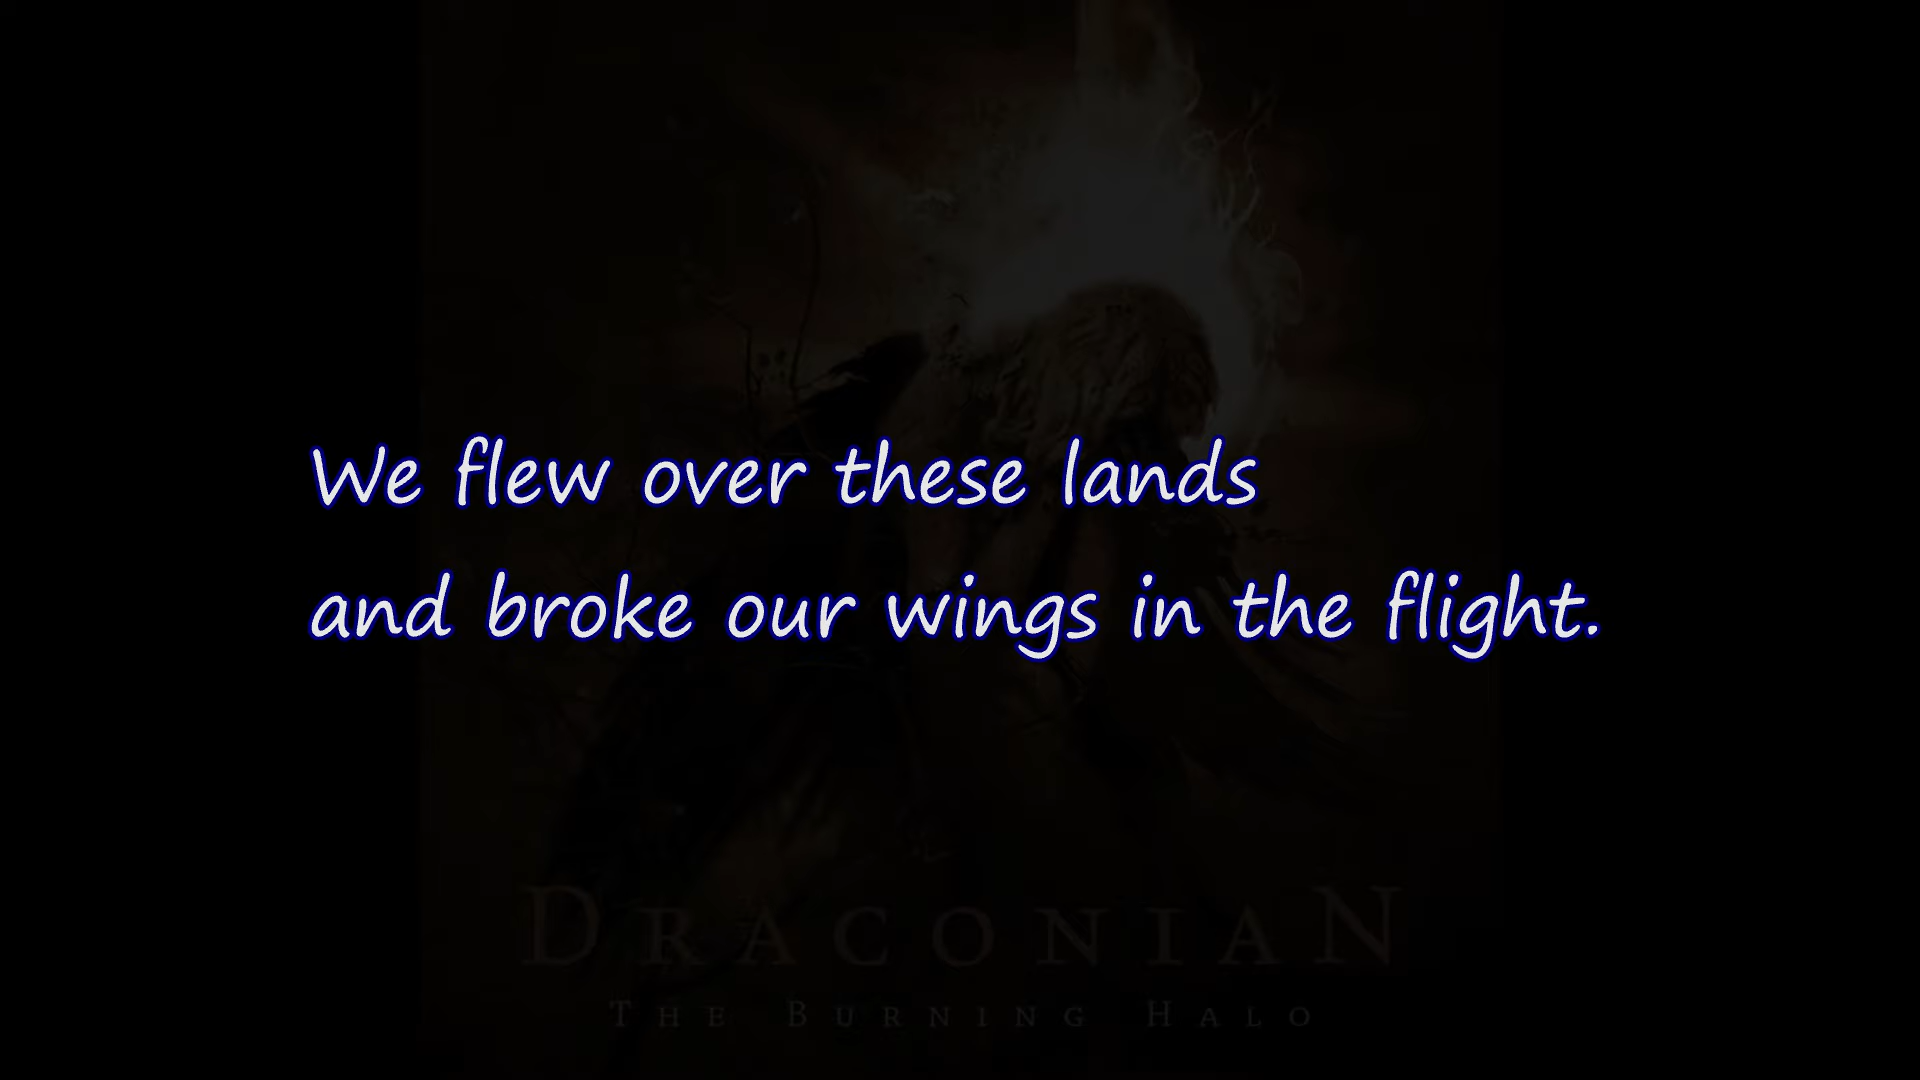 We flew over these lands
and broke our wings in the flight.
DRACONIAN
THE BURNING HALO